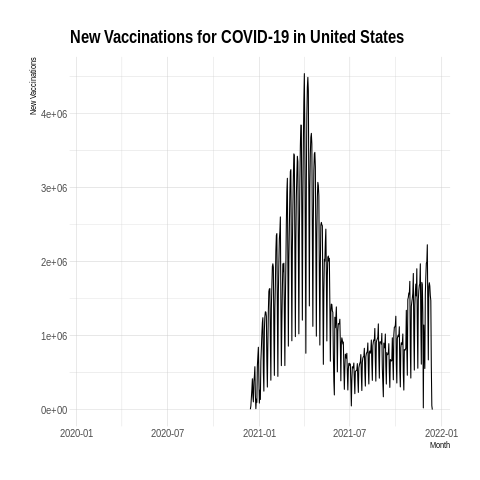 New Vaccinations for COVID-19 in United States
New Vaccinations
4e+06
3e+06
2e+06
1e+06
0e+00
2020-01 2020-07 2021-01 2021-07 2022-01
Month